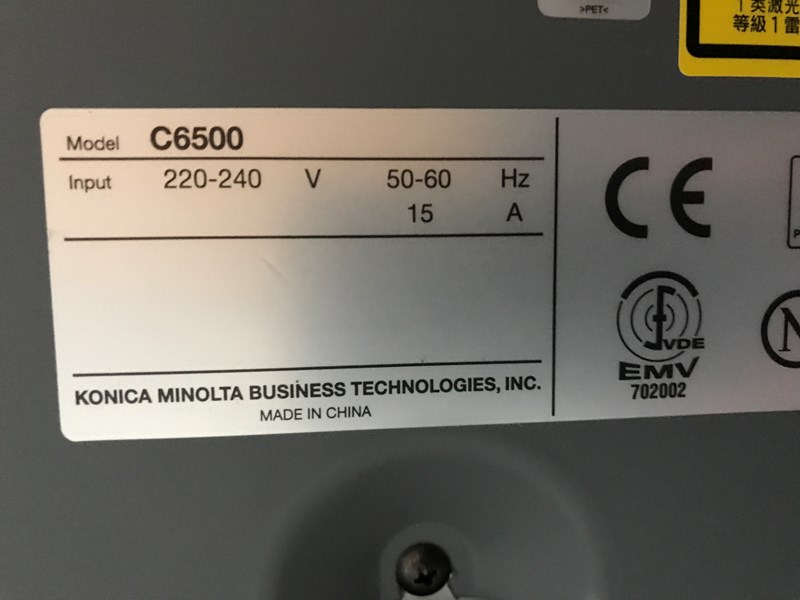 >PET<
1类激光
等級1雷
Model C6500
Input 220-240 V 50-60 Hz
15 A
CE
VDE
EMV
702002
N
P
KONICA MINOLTA BUSINESS TECHNOLOGIES, INC.
MADE IN CHINA